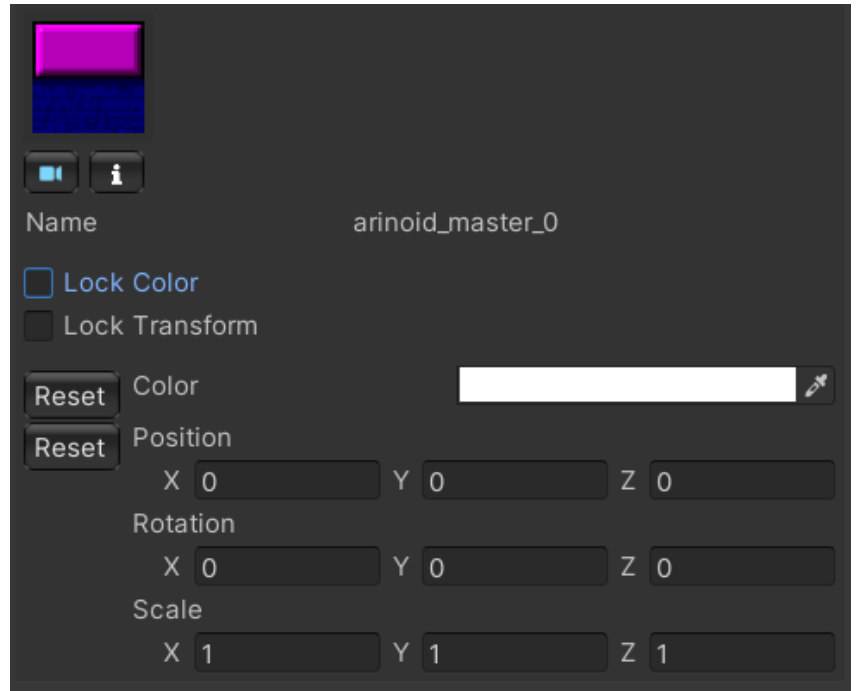 i
Name arinoid_master_0
Lock Color
Lock Transform
Reset Color
Reset Position
X 0 Y 0 Z 0
Rotation
X 0 Y 0 Z 0
Scale
X 1 Y 1 Z 1